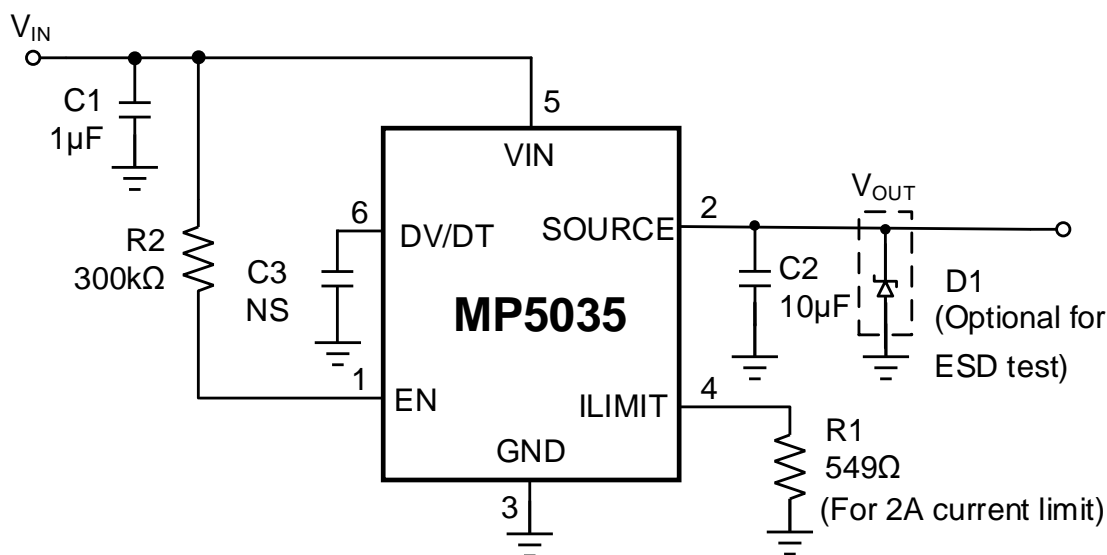 VIN
C1
1μF
5
VIN
6
DV/DT
SOURCE
2
VOUT
R2
300kΩ
C3
NS
MP5035
C2
10μF
D1
(Optional for
ESD test)
1
EN
ILIMIT
4
GND
3
R1
549Ω
(For 2A current limit)